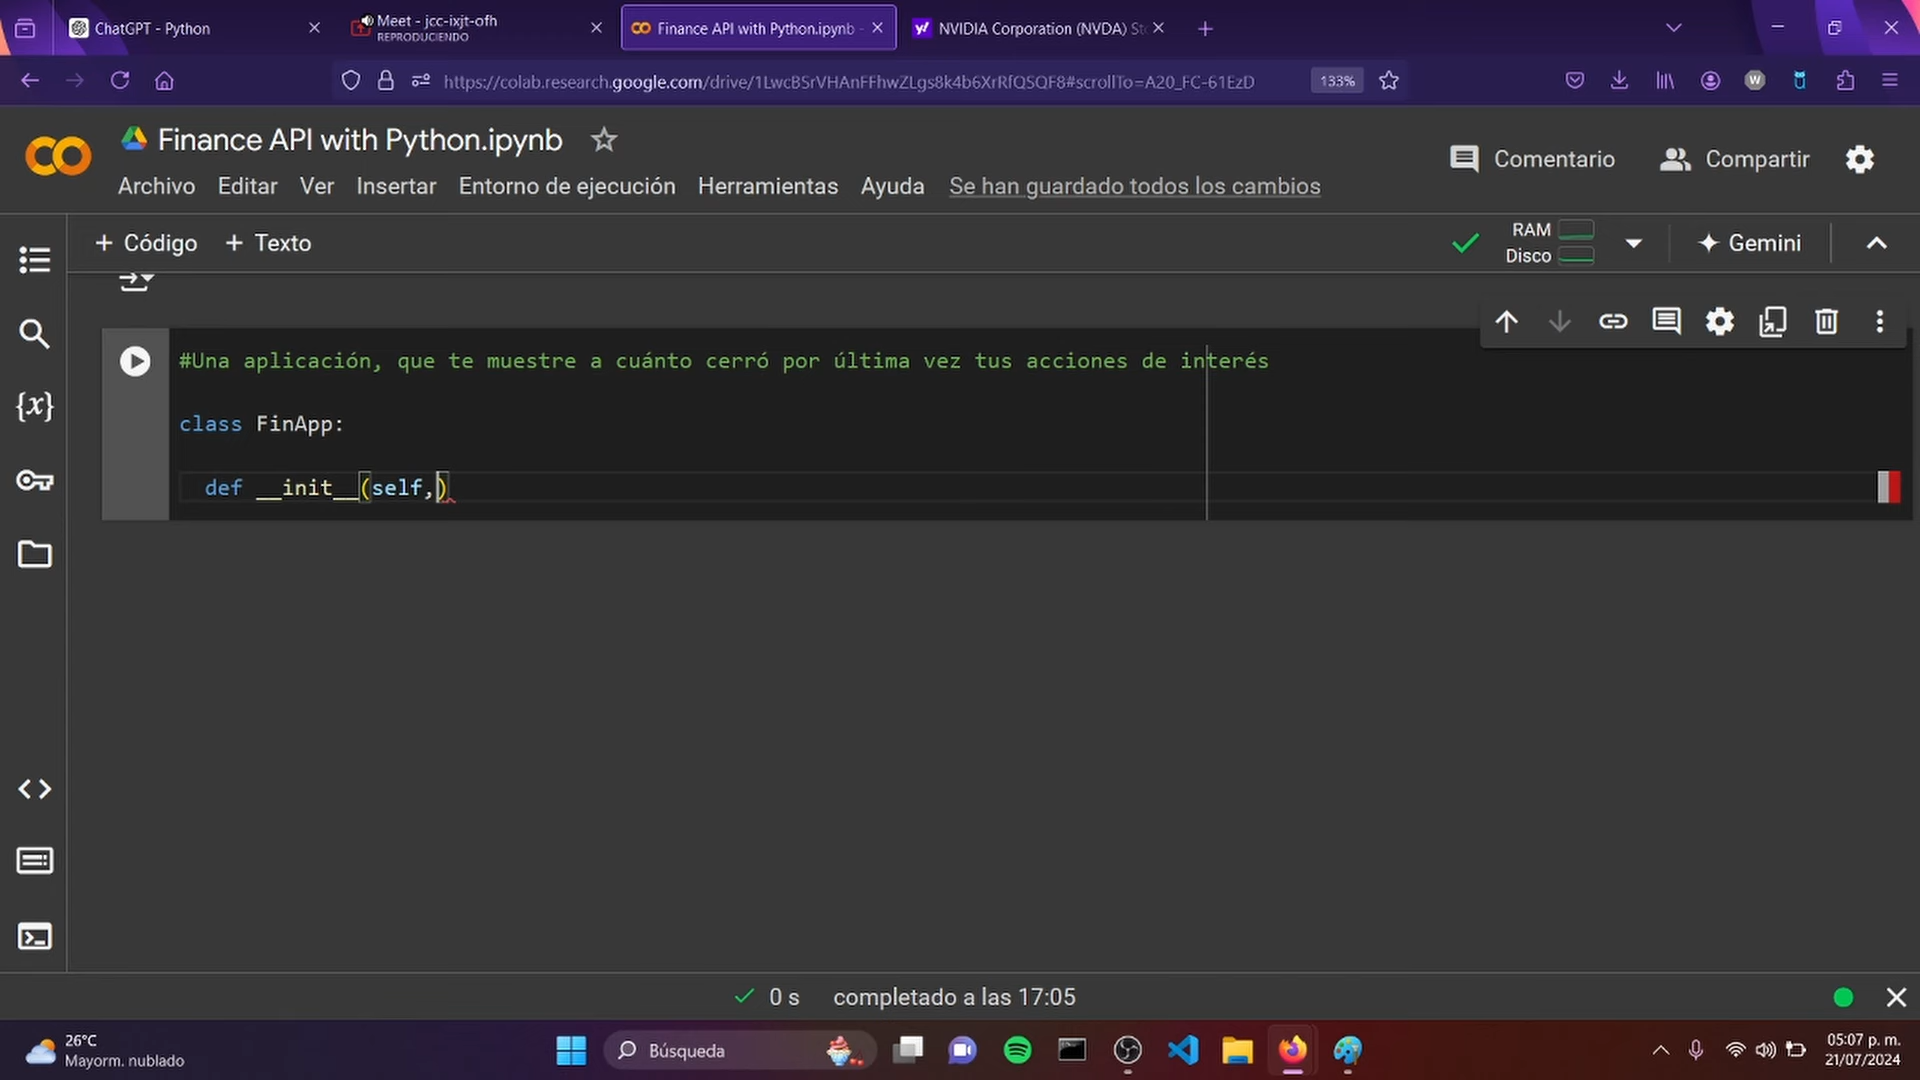 ChatGPT - Python
Meet - jcc-ixjt-ofh
REPRODUCIENDO
Finance API with Python.ipynb -
NVIDIA Corporation (NVDA) St
https://colab.research.google.com/drive/1LwcBSrVHAnFFhwZLgs8k4b6XrRfQSQF8#scrollTo=A20_FC-61EzD
133%
W
Finance API with Python.ipynb
Comentario
Compartir
Archivo
Editar
Ver
Insertar
Entorno de ejecución
Herramientas
Ayuda
Se han guardado todos los cambios
+ Código
+ Texto
RAM
Disco
Gemini
{x}
#Una aplicación, que te muestre a cuánto cerró por última vez tus acciones de interés
class FinApp:
def __init__(self,)
0 s
completado a las 17:05
26°C
Mayorm. nublado
Búsqueda
05:07 p. m.
21/07/2024